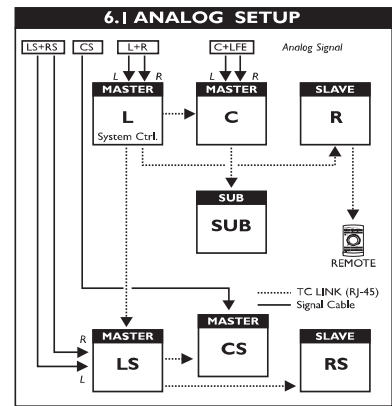 6.1 ANALOG SETUP
LS+RS CS L+R C+LFE Analog Signal
L R L R
MASTER MASTER SLAVE
L C R
System Ctrl.
SUB
SUB
REMOTE
TC LINK (RJ-45)
Signal Cable
MASTER
CS
R MASTER SLAVE
LS RS
L